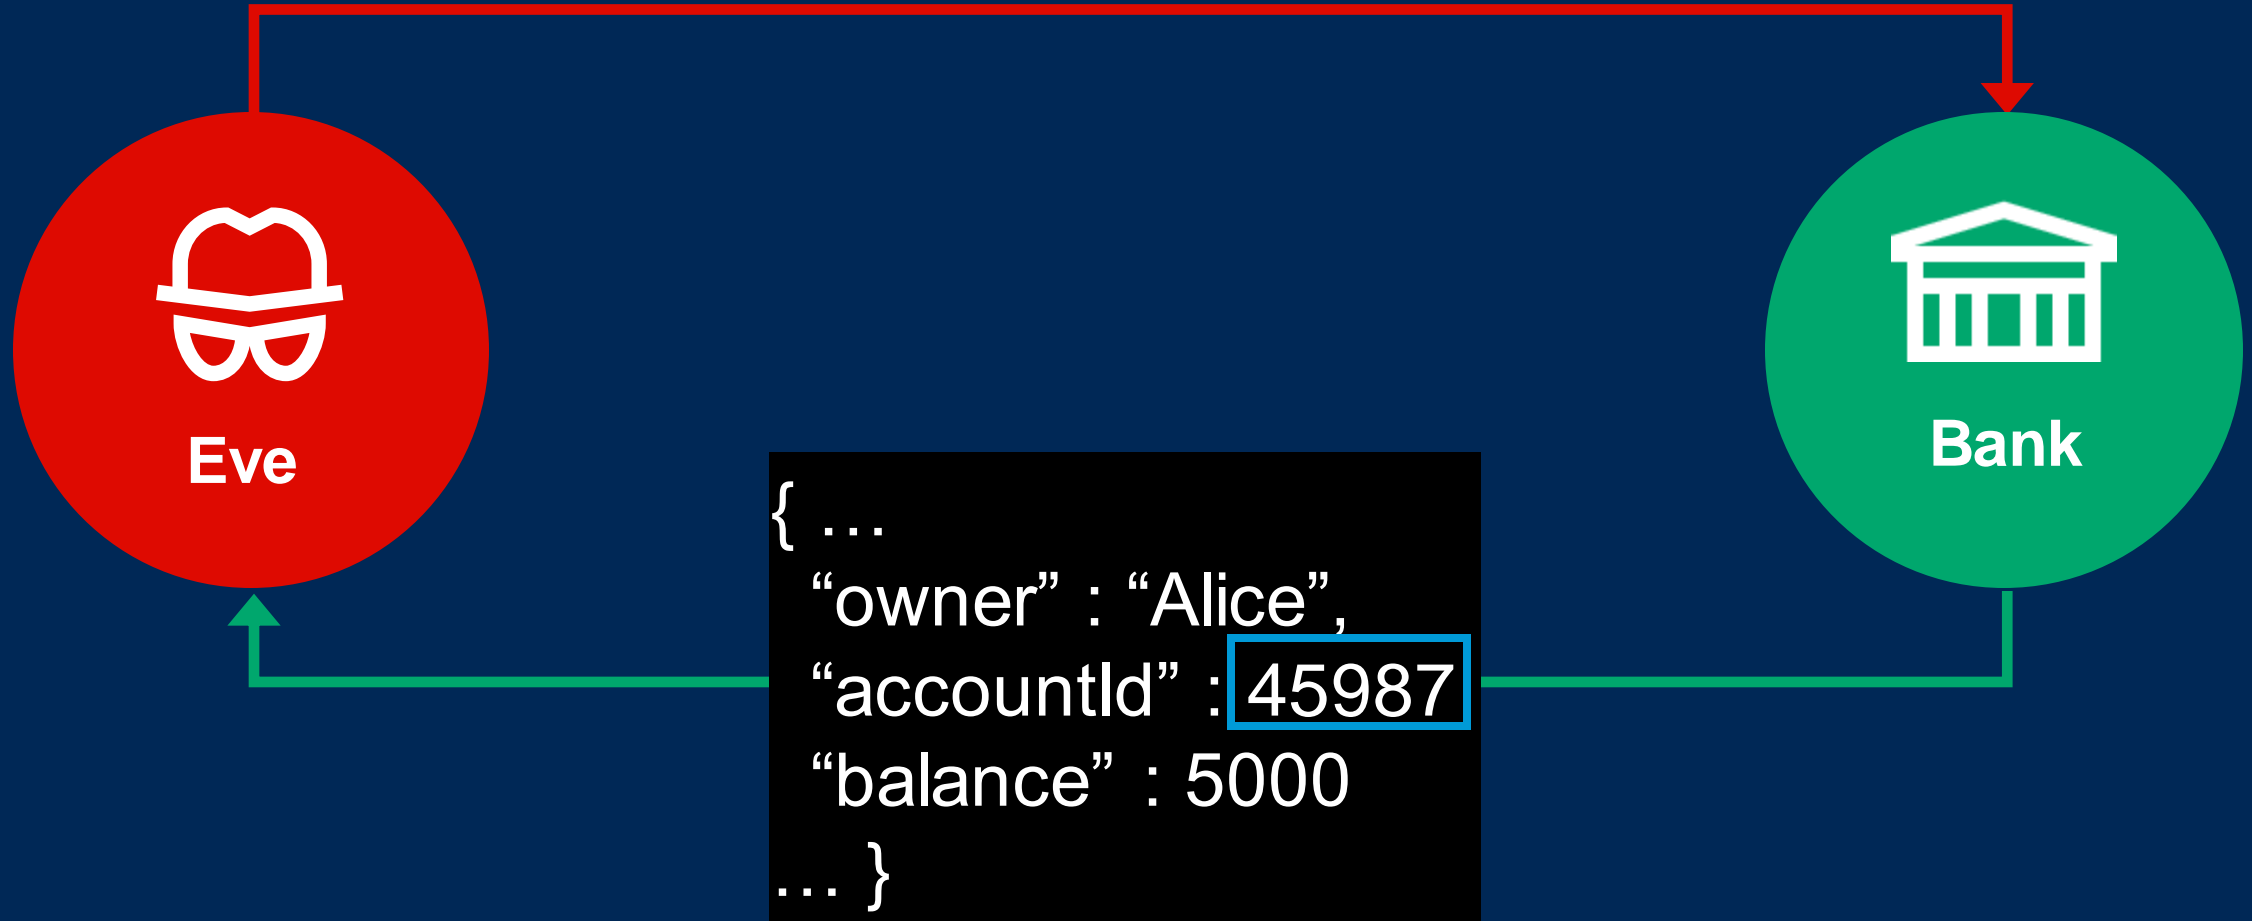 Eve
Bank
{ …
“owner” : “Alice”,
“accountId” : 45987
“balance” : 5000
… }